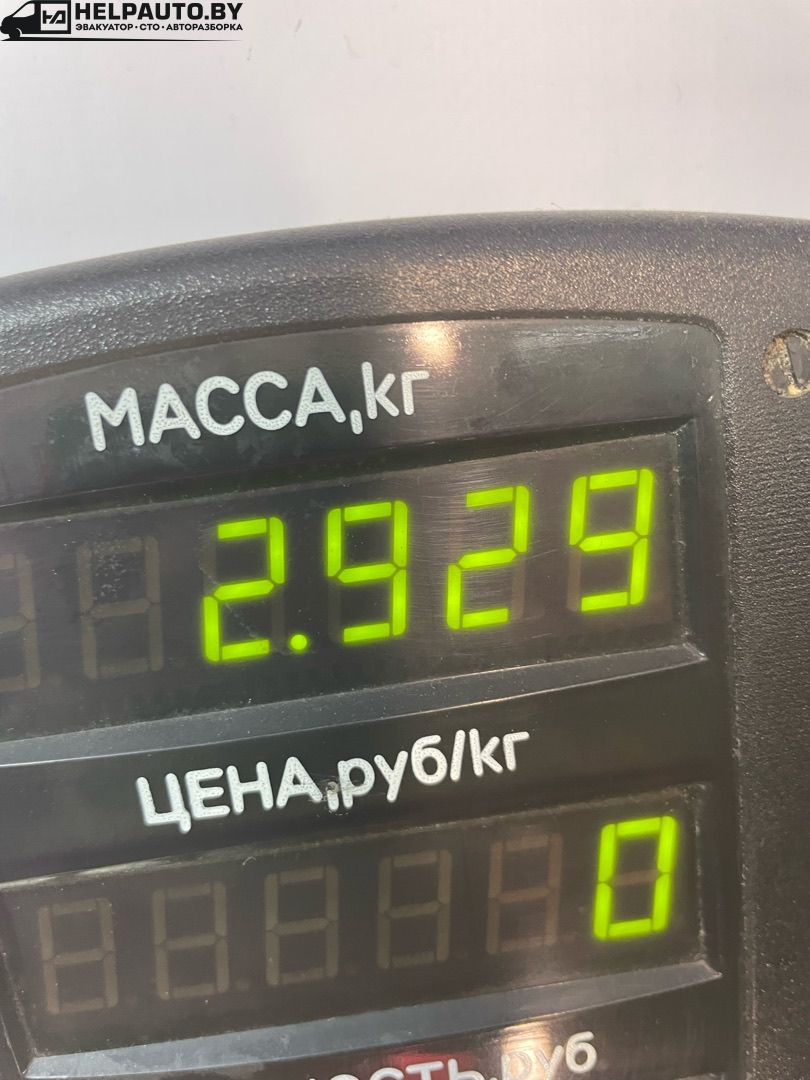 HELPAUTO.BY
ЭВАКУАТОР • СТО • АВТОРАЗБОРКА
МАССА,кг
2.929
ЦЕНА,руб/кг
0